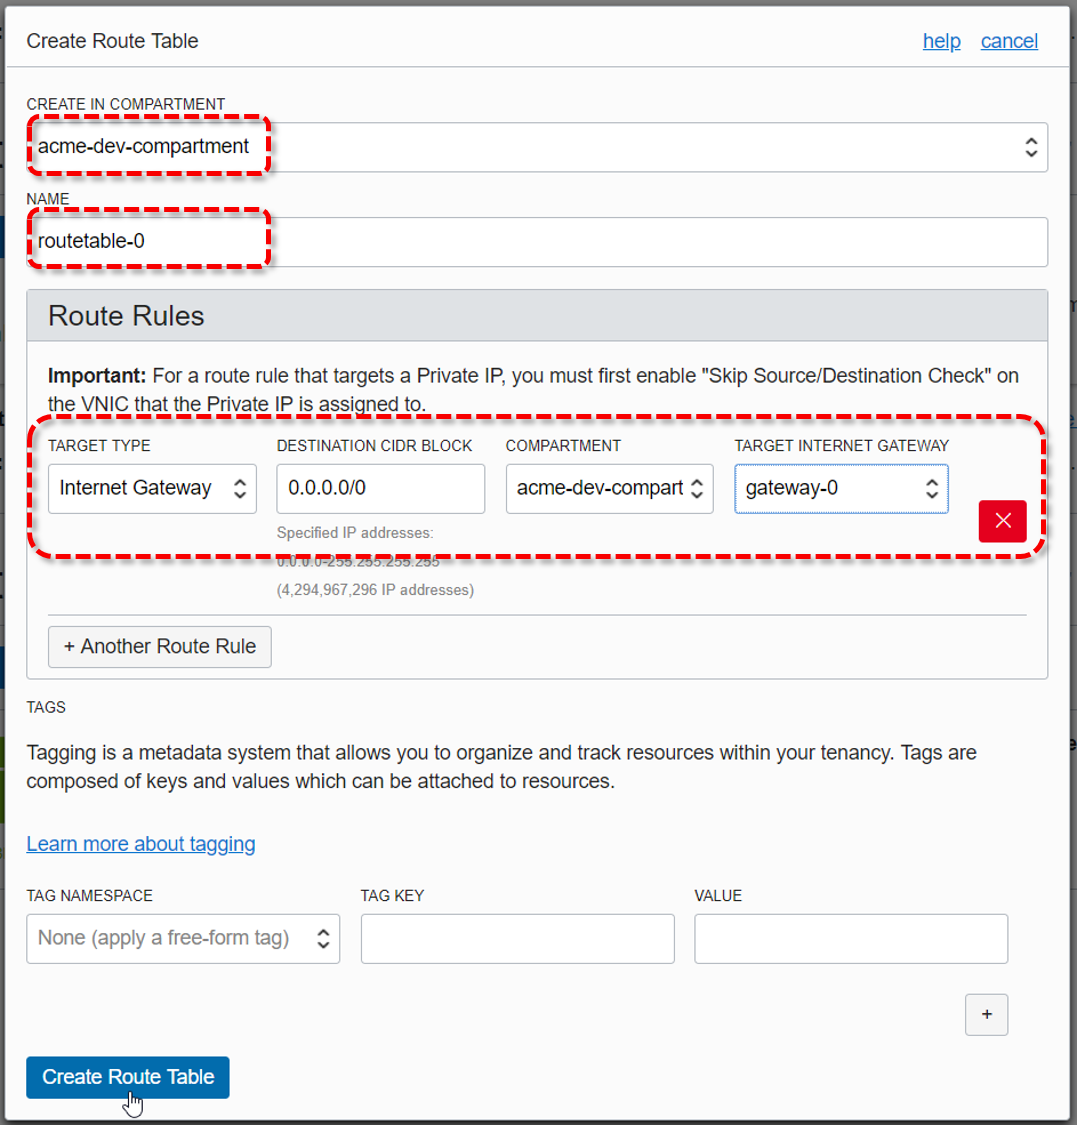 Create Route Table
help cancel
CREATE IN COMPARTMENT
acme-dev-compartment
NAME
routetable-0
Route Rules
Important: For a route rule that targets a Private IP, you must first enable "Skip Source/Destination Check" on
the VNIC that the Private IP is assigned to.
TARGET TYPE DESTINATION CIDR BLOCK COMPARTMENT TARGET INTERNET GATEWAY
Internet Gateway 0.0.0.0/0 acme-dev-compart gateway-0
Specified IP addresses:
0.0.0.0-255.255.255.255
(4,294,967,296 IP addresses)
+ Another Route Rule
TAGS
Tagging is a metadata system that allows you to organize and track resources within your tenancy. Tags are
composed of keys and values which can be attached to resources.
Learn more about tagging
TAG NAMESPACE TAG KEY VALUE
None (apply a free-form tag)
+
Create Route Table